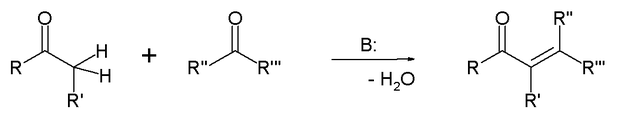 O O O R"
H B:
R H + R" R"' R R"'
- H₂O
R' R'